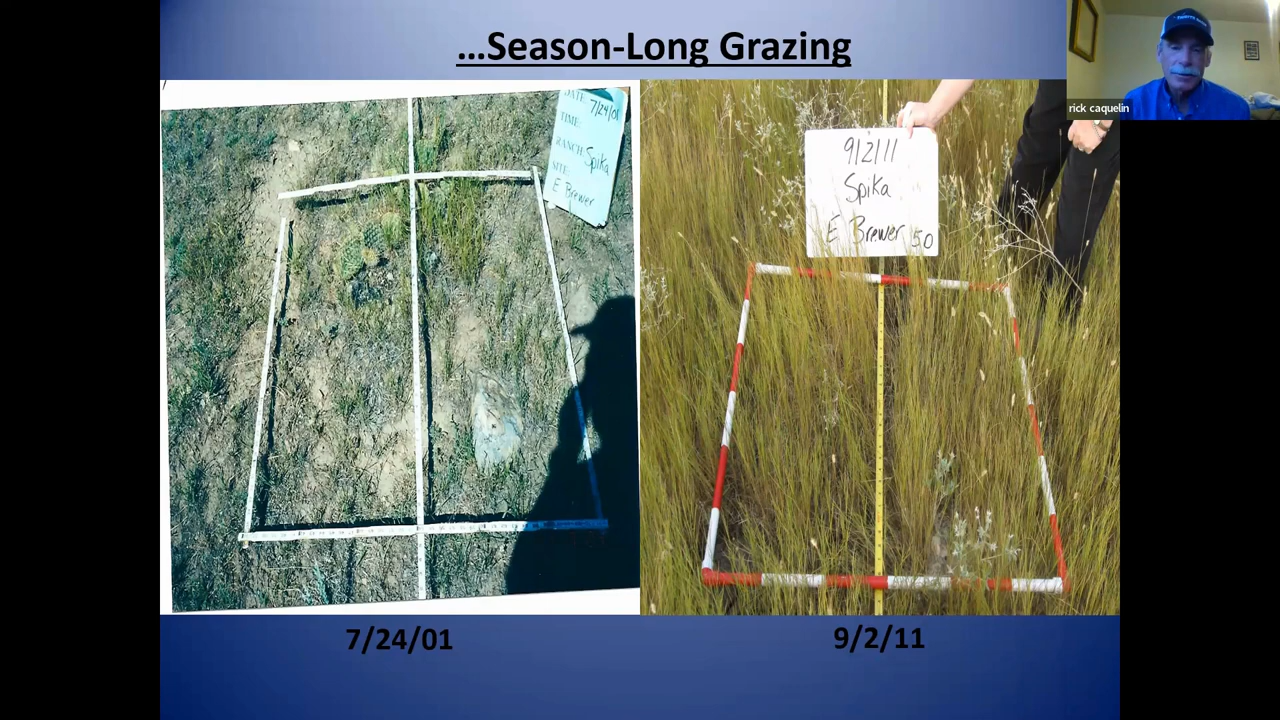 …Season-Long Grazing
rick caquelin
DATE: 7/24/01
TIME:
RANCH: Spika
SITE:
E Brewer
9/2/11
Spika
E Brewer 50
7/24/01
9/2/11